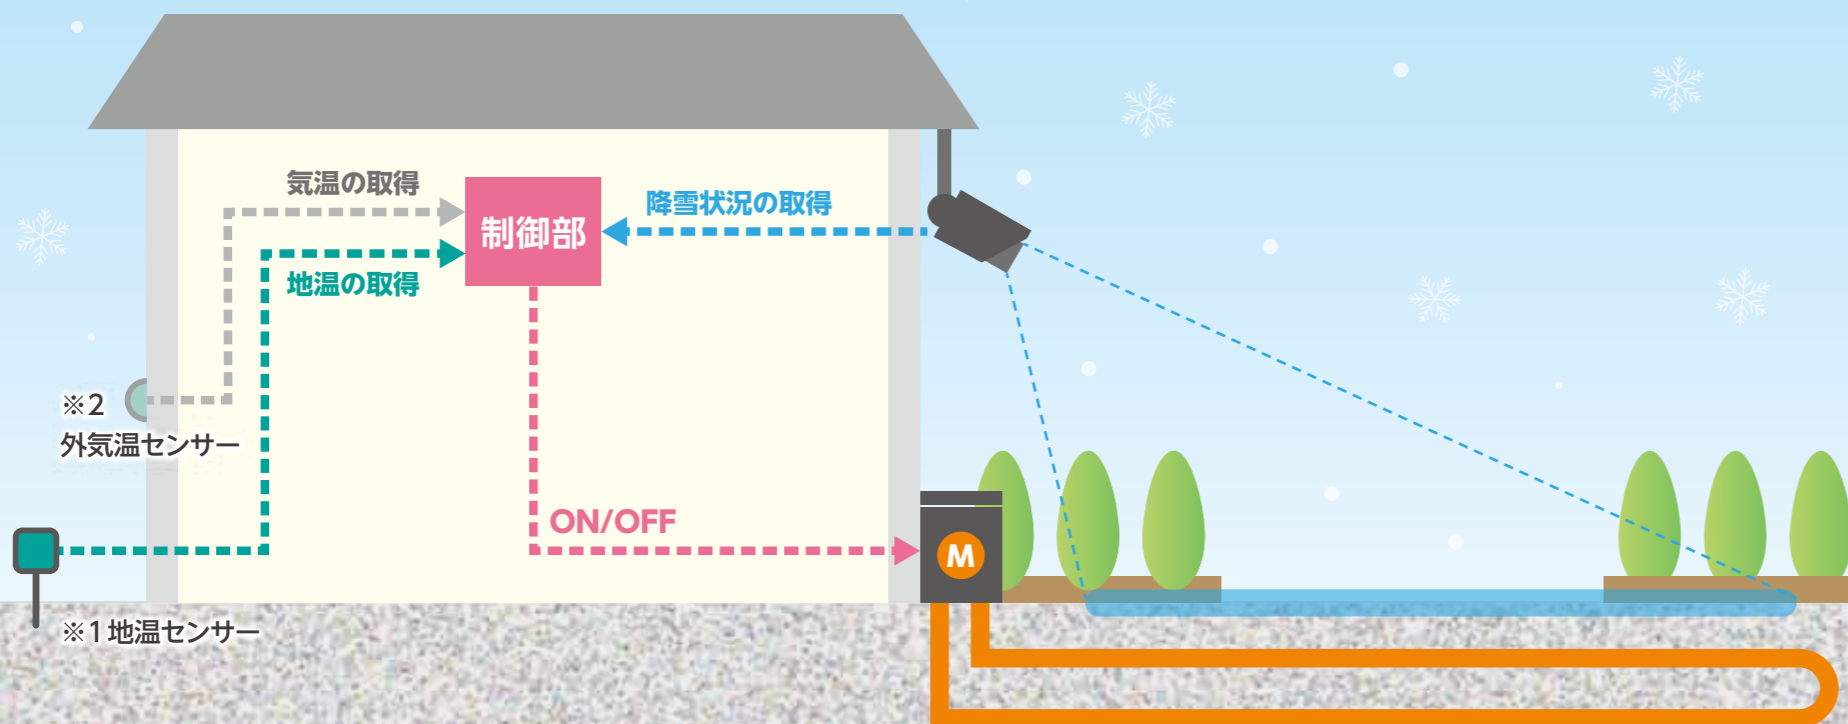 気温の取得
制御部
降雪状況の取得
地温の取得
※2
外気温センサー
ON/OFF
M
※1 地温センサー